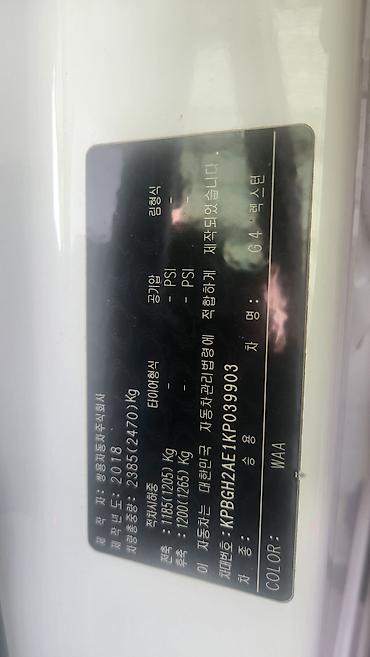 제 작 자: 쌍용자동차주식회사
제작년도: 2018
차량총중량: 2385(2470)Kg
적차시하중 타이어형식 공기압 림형식
전축 :1185(1205) Kg - - PSI -
후축 :1200(1265) Kg - - PSI -
이 자동차는 대한민국 자동차관리법령에 적합하게 제작되었습니다.
차대번호:KPBGH2AE1KP039903
차 종: 승 용 차 명: G4 렉스턴
COLOR: WAA